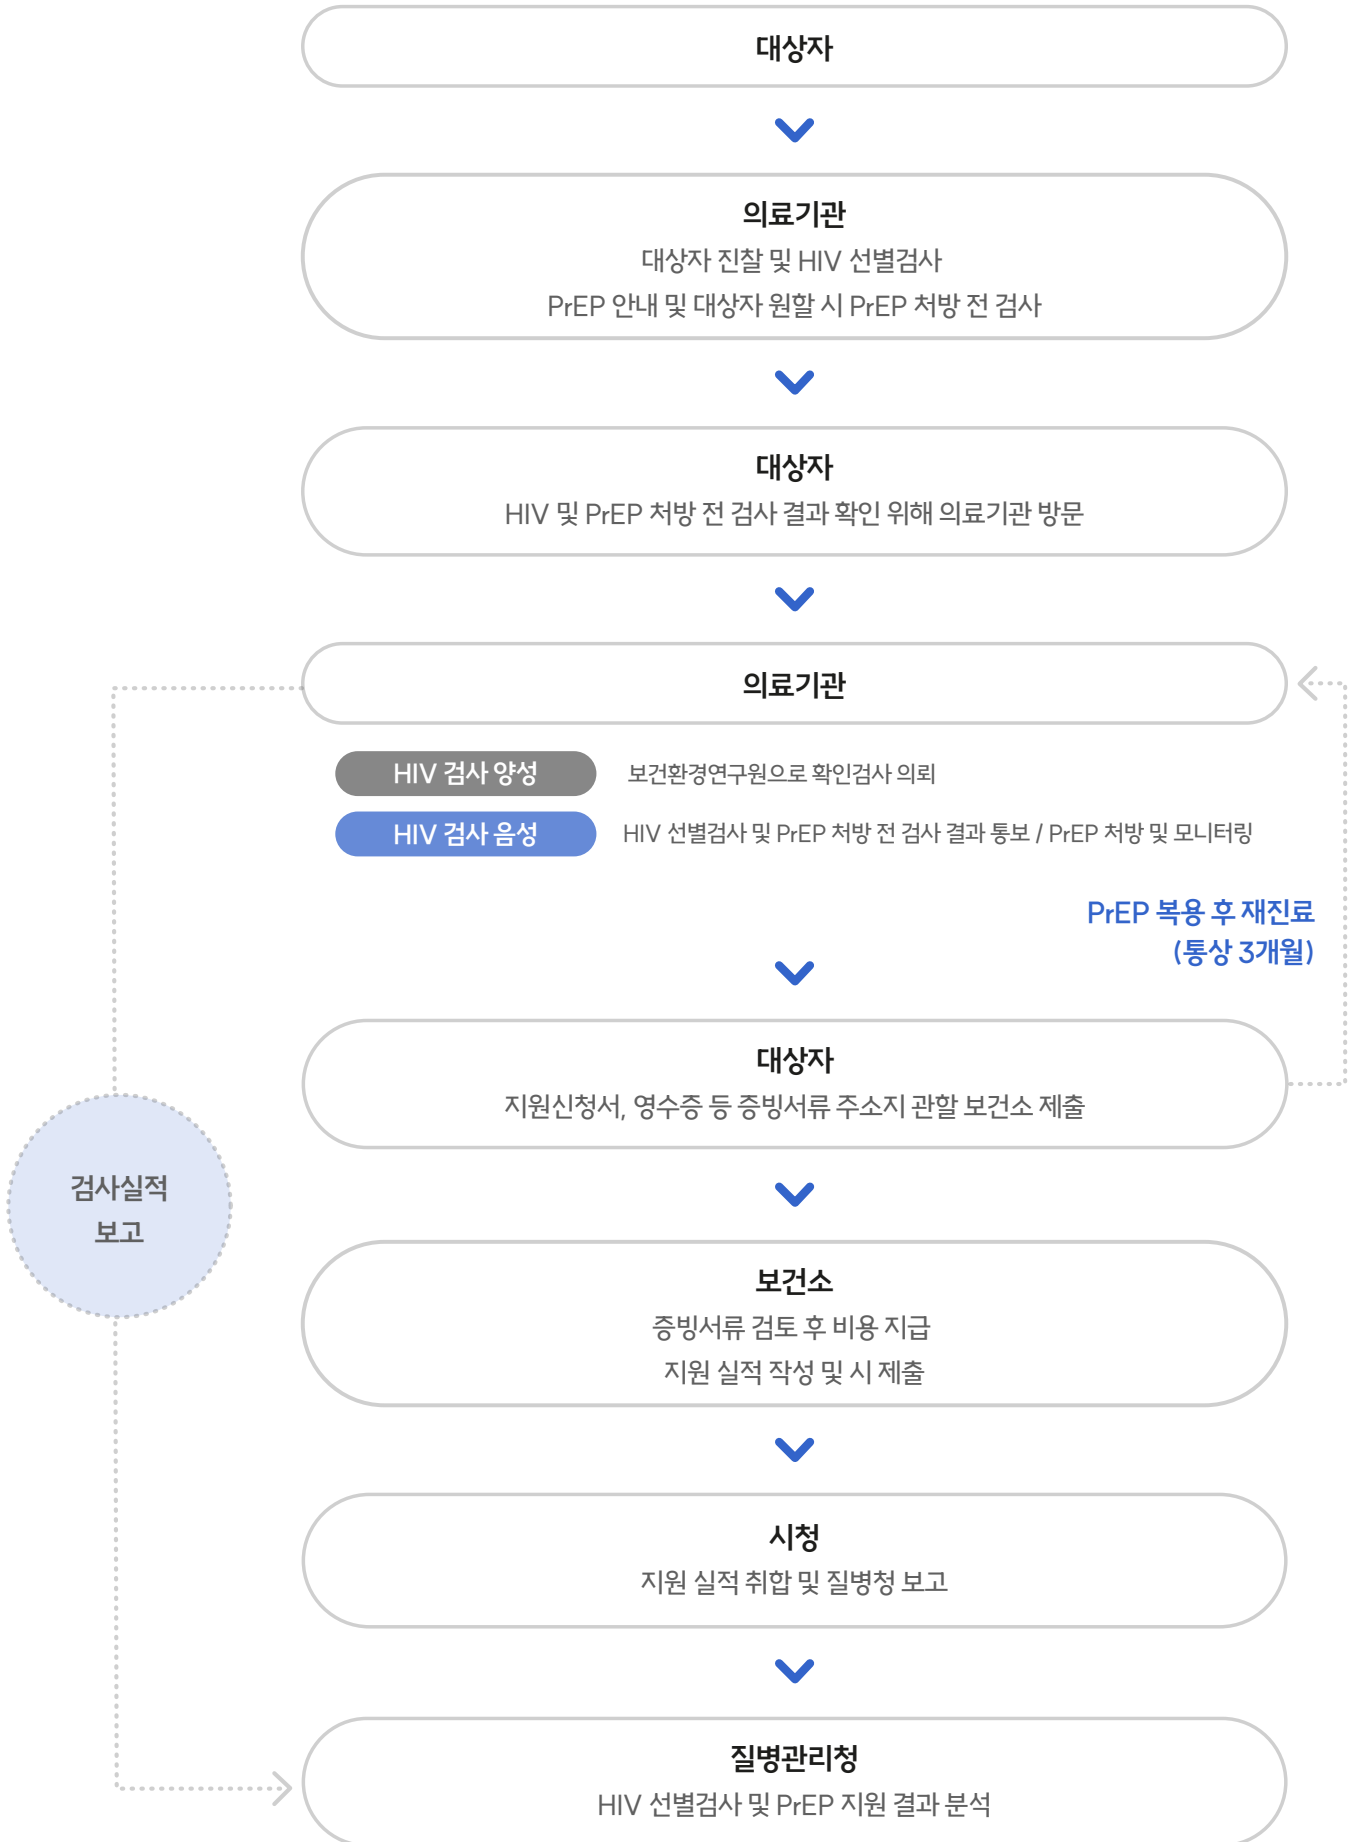 대상자
의료기관
대상자 진찰 및 HIV 선별검사
PrEP 안내 및 대상자 원할 시 PrEP 처방 전 검사
대상자
HIV 및 PrEP 처방 전 검사 결과 확인 위해 의료기관 방문
의료기관
HIV 검사 양성 보건환경연구원으로 확인검사 의뢰
HIV 검사 음성 HIV 선별검사 및 PrEP 처방 전 검사 결과 통보 / PrEP 처방 및 모니터링
PrEP 복용 후 재진료
(통상 3개월)
대상자
지원신청서, 영수증 등 증빙서류 주소지 관할 보건소 제출
검사실적
보고
보건소
증빙서류 검토 후 비용 지급
지원 실적 작성 및 시 제출
시청
지원 실적 취합 및 질병청 보고
질병관리청
HIV 선별검사 및 PrEP 지원 결과 분석